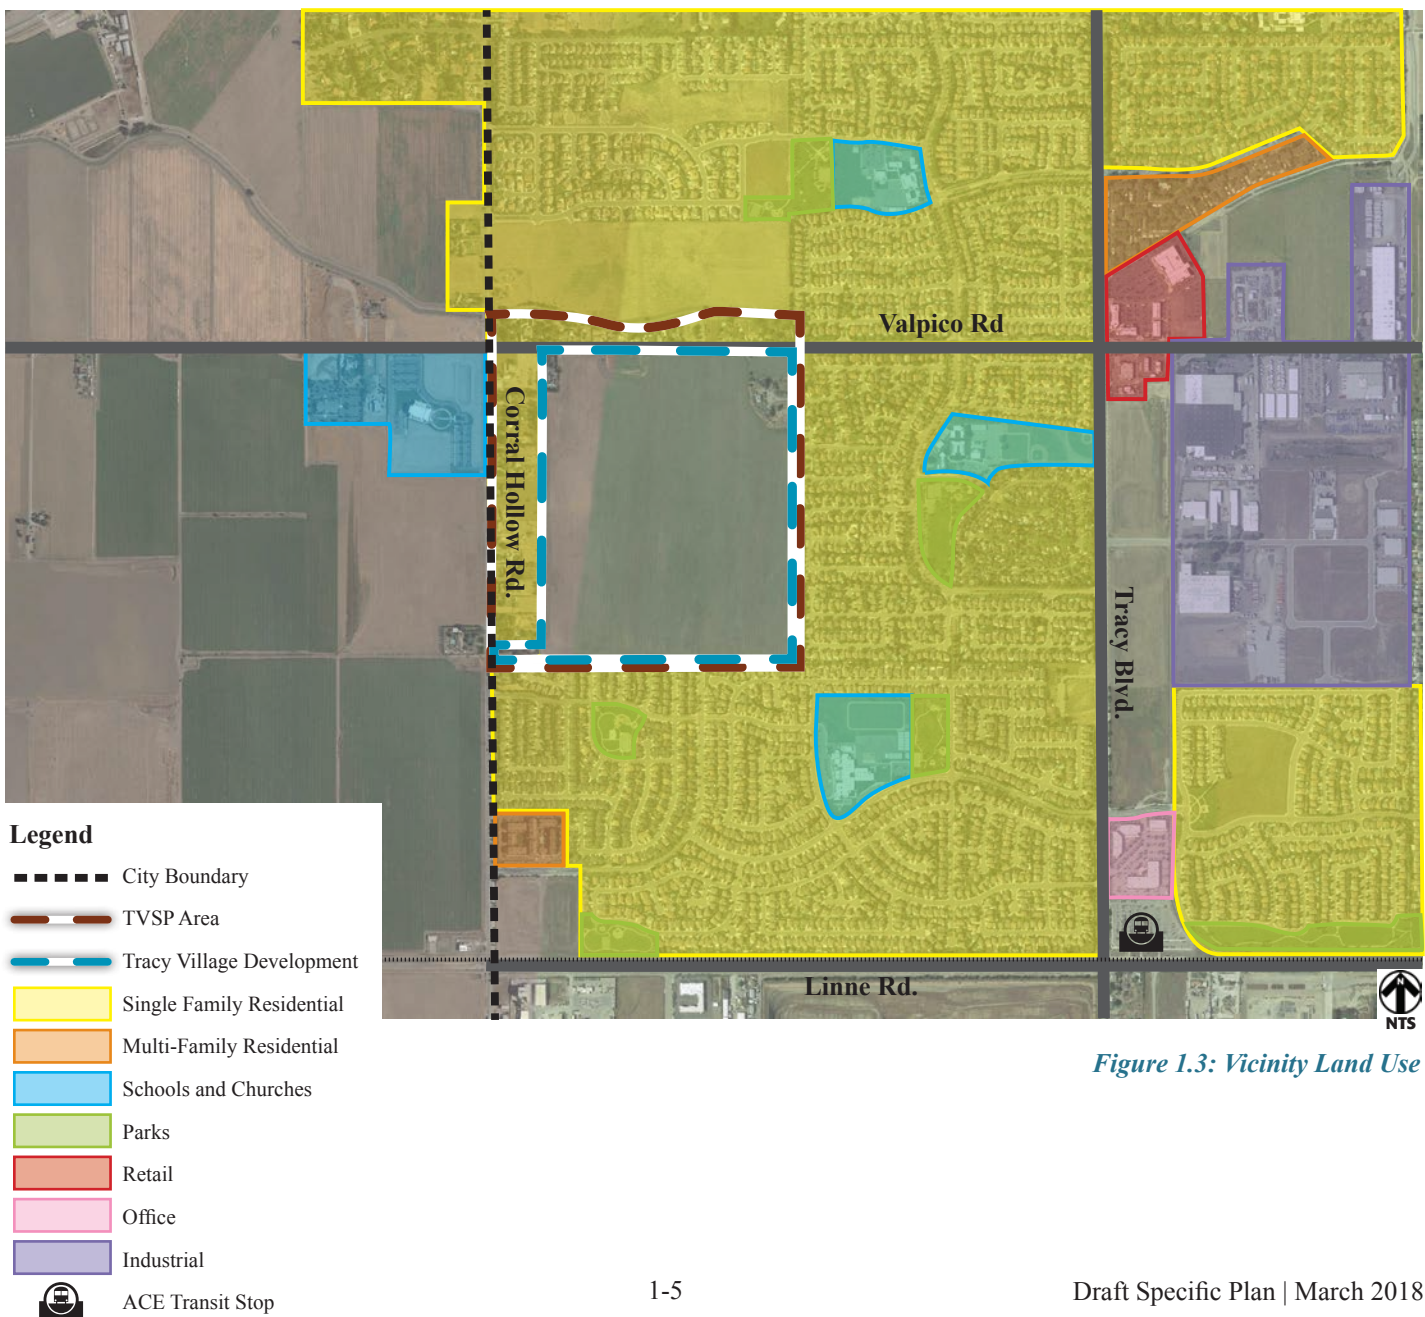 Valpico Rd
Corral Hollow Rd.
Tracy Blvd.
Linne Rd.
NTS
Figure 1.3: Vicinity Land Use
Legend
City Boundary
TVSP Area
Tracy Village Development
Single Family Residential
Multi-Family Residential
Schools and Churches
Parks
Retail
Office
Industrial
ACE Transit Stop
1-5
Draft Specific Plan | March 2018